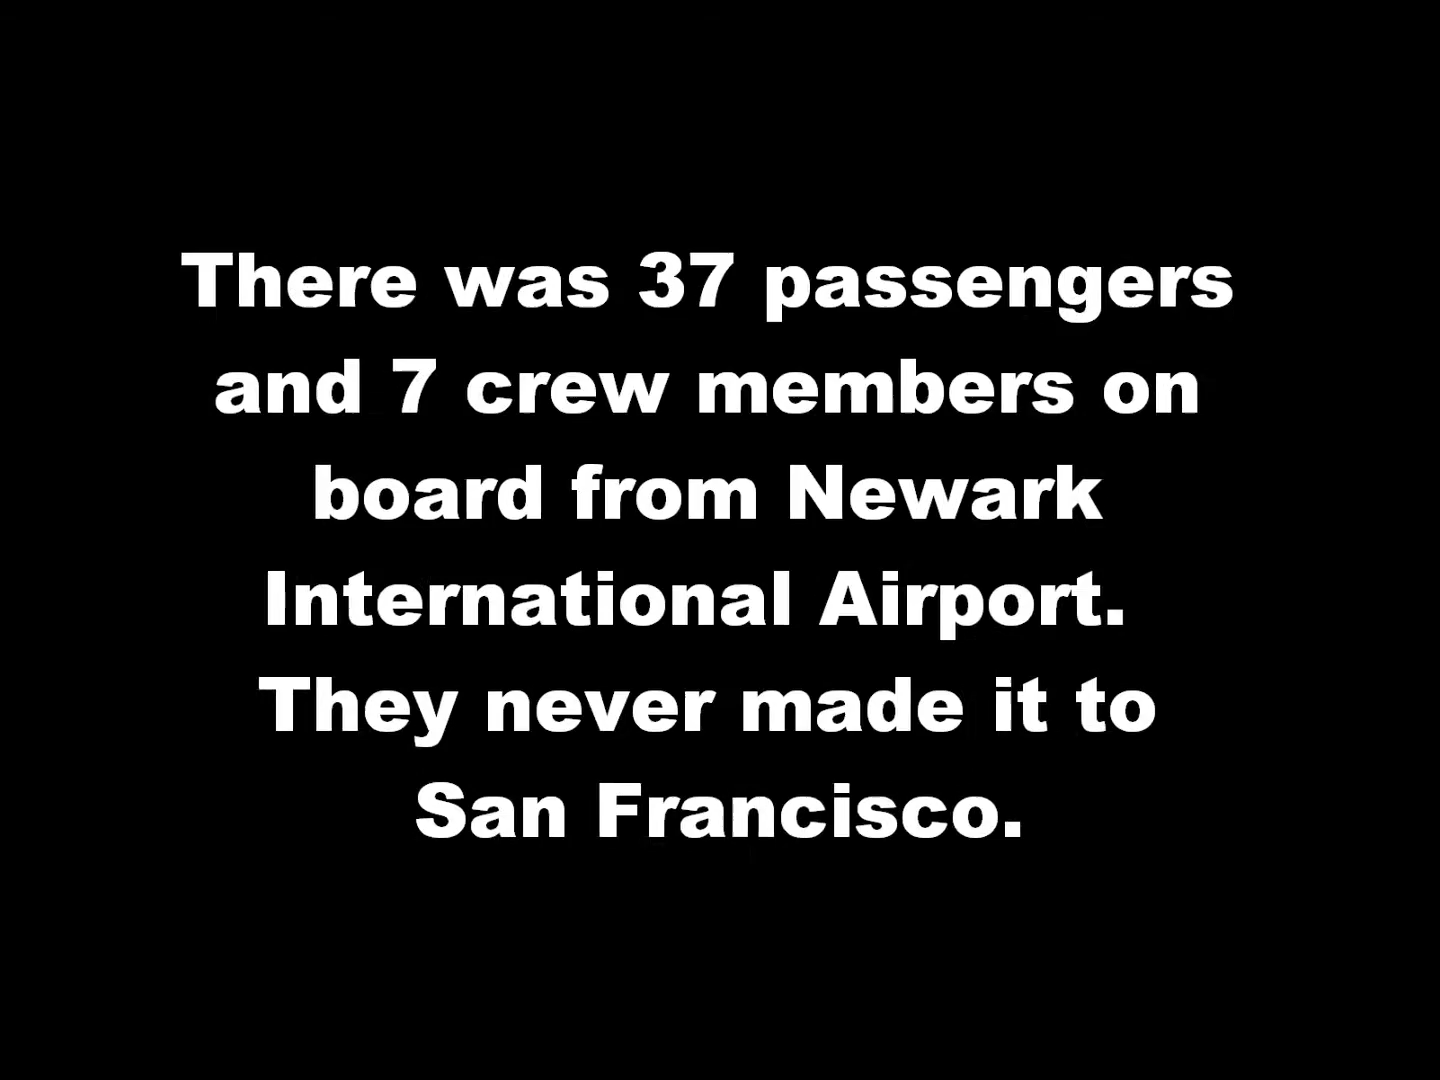 There was 37 passengers
and 7 crew members on
board from Newark
International Airport.
They never made it to
San Francisco.